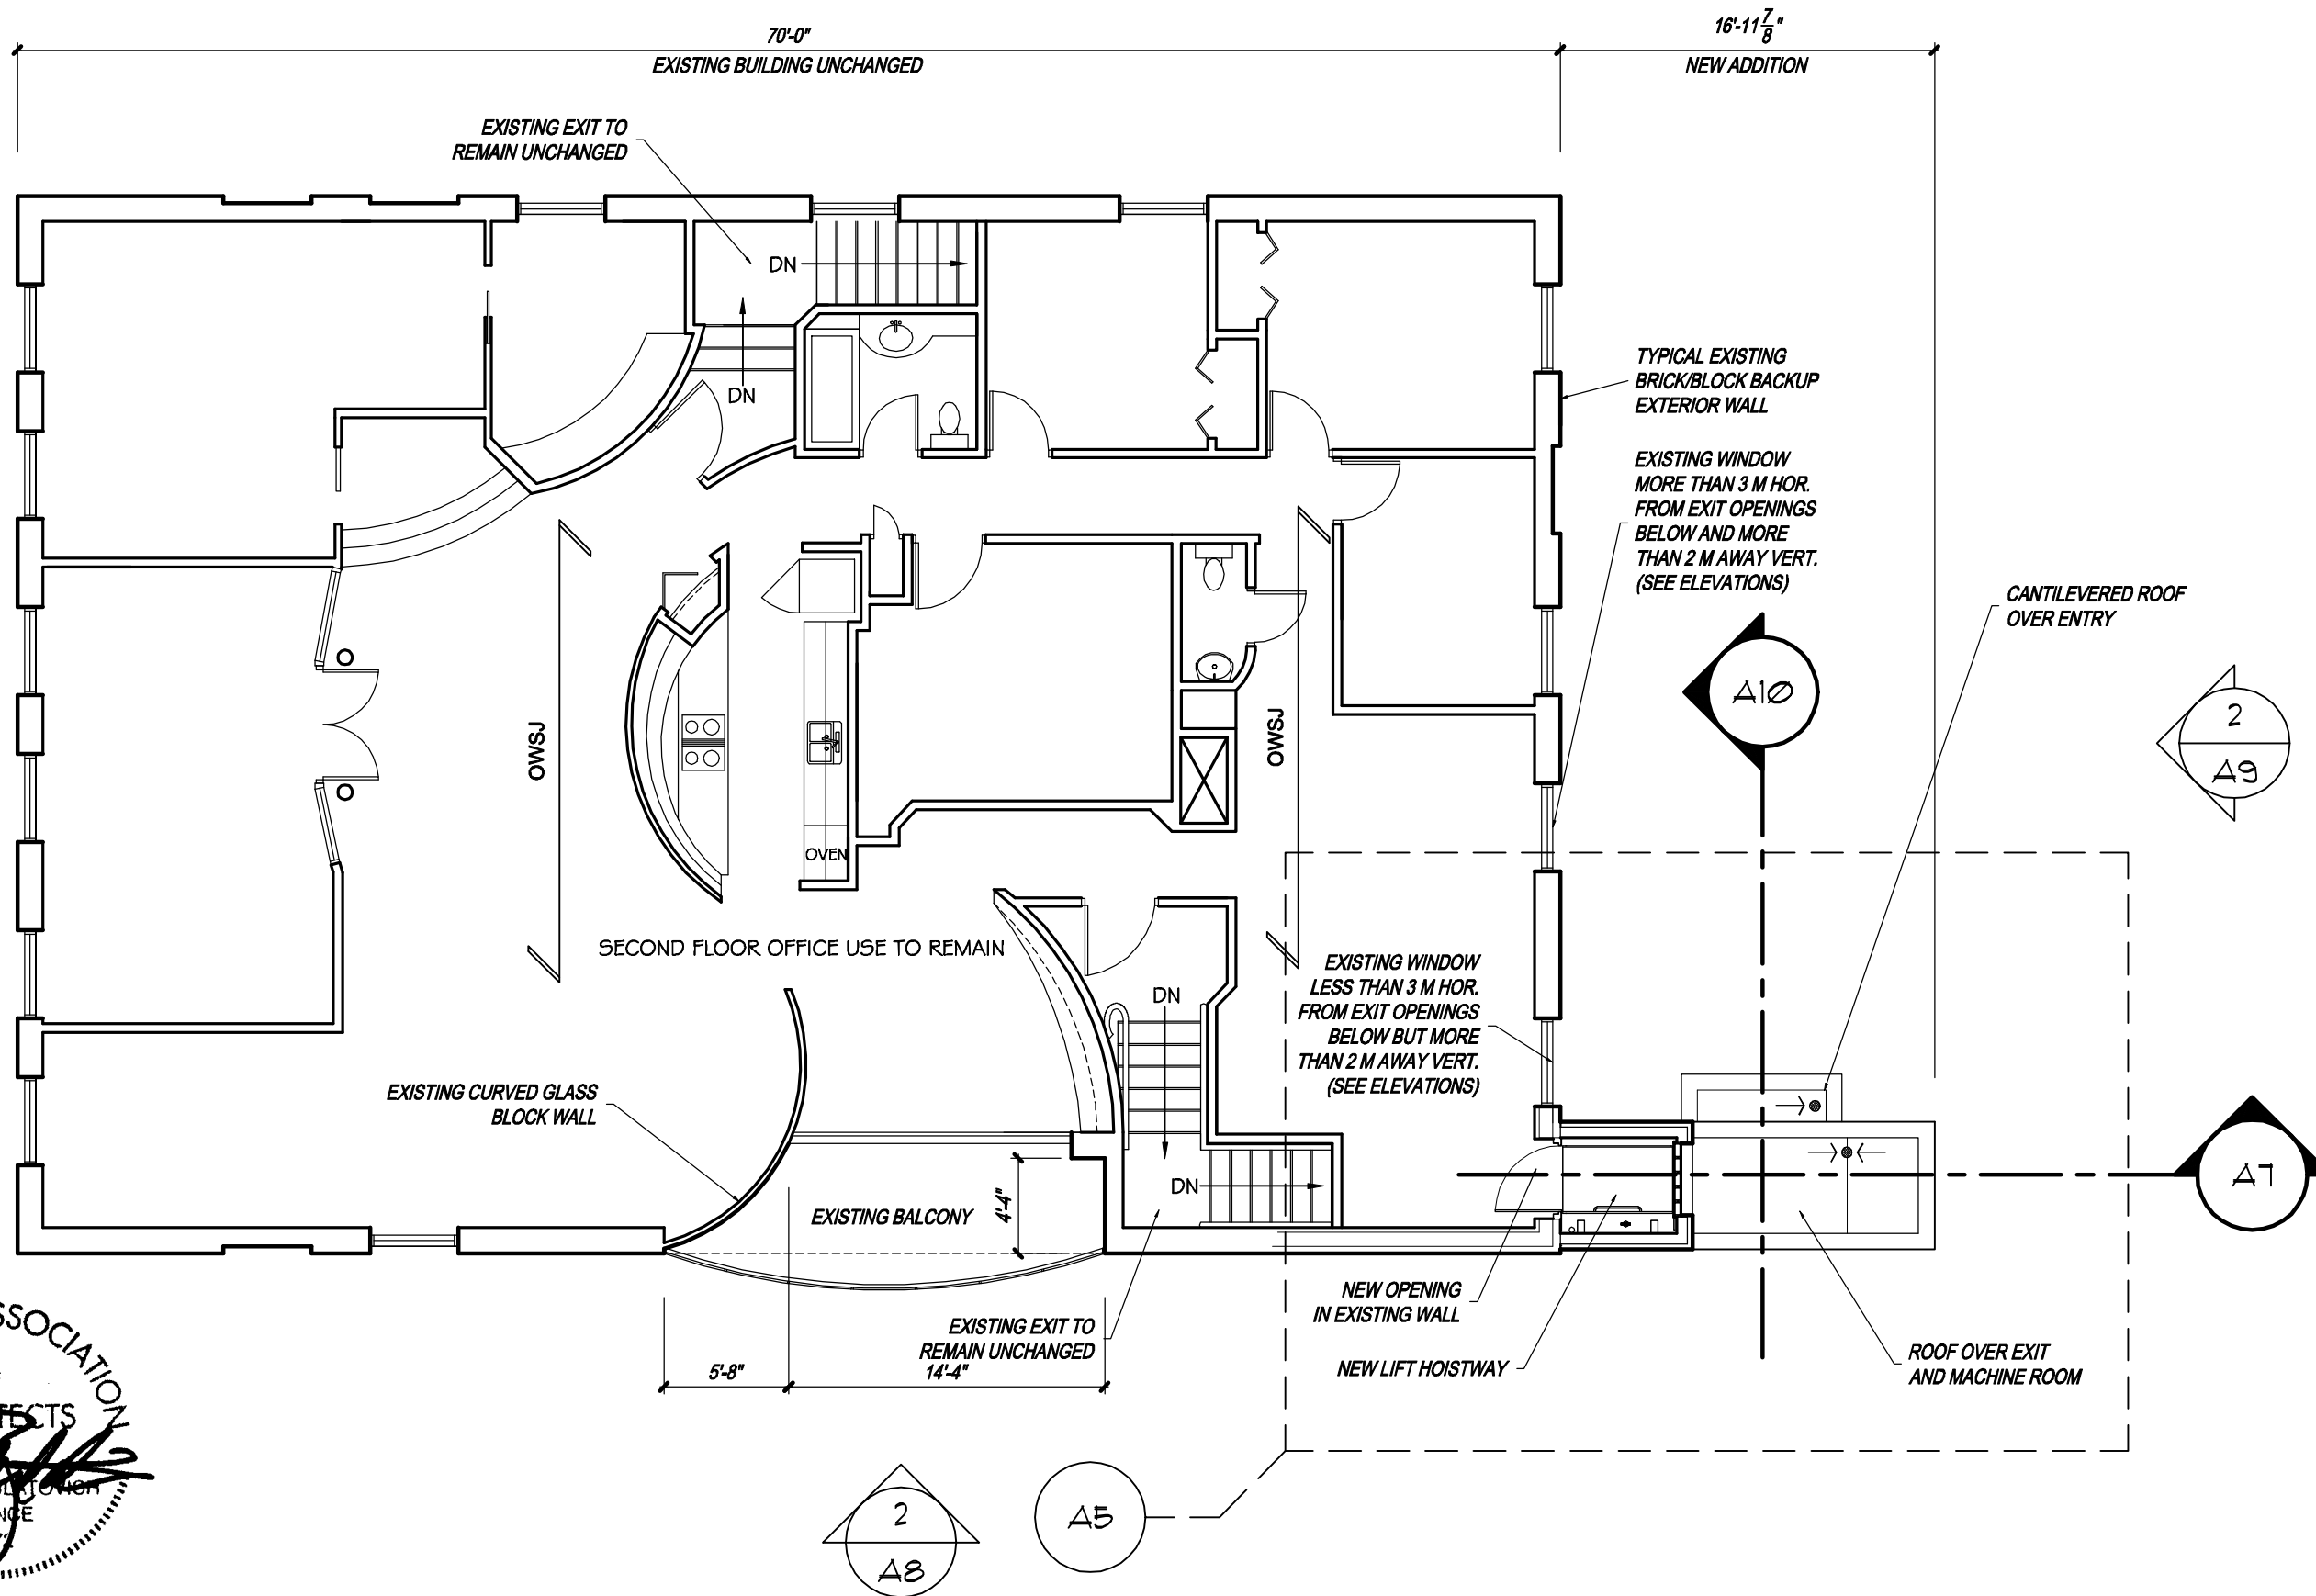 70'-0"
EXISTING BUILDING UNCHANGED
16'-11 7/8"
NEW ADDITION
EXISTING EXIT TO
REMAIN UNCHANGED
DN
DN
TYPICAL EXISTING
BRICK/BLOCK BACKUP
EXTERIOR WALL
EXISTING WINDOW
MORE THAN 3 M HOR.
FROM EXIT OPENINGS
BELOW AND MORE
THAN 2 M AWAY VERT.
(SEE ELEVATIONS)
CANTILEVERED ROOF
OVER ENTRY
A10
2
A9
OWSJ
OWSJ
OVEN
SECOND FLOOR OFFICE USE TO REMAIN
EXISTING WINDOW
LESS THAN 3 M HOR.
FROM EXIT OPENINGS
BELOW BUT MORE
THAN 2 M AWAY VERT.
(SEE ELEVATIONS)
DN
EXISTING CURVED GLASS
BLOCK WALL
DN
A7
EXISTING BALCONY
4'-4"
NEW OPENING
IN EXISTING WALL
EXISTING EXIT TO
REMAIN UNCHANGED
5'-8"
14'-4"
NEW LIFT HOISTWAY
ROOF OVER EXIT
AND MACHINE ROOM
2
A8
A5
SSOCIATION
TECTS
NCE